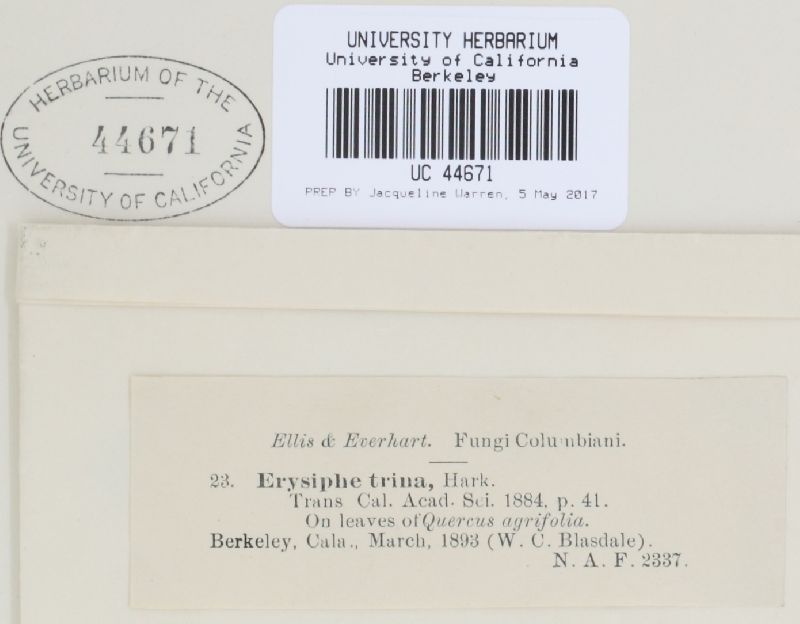 HERBARIUM OF THE
44671
UNIVERSITY OF CALIFORNIA
UNIVERSITY HERBARIUM
University of California
Berkeley
UC 44671
PREP BY Jacqueline Warren, 5 May 2017
Ellis & Everhart. Fungi Columbiani.
23. Erysiphe trina, Hark.
Trans Cal. Acad. Sci. 1884, p. 41.
On leaves of Quercus agrifolia.
Berkeley, Cala., March, 1893 (W. C. Blasdale).
N. A. F. 2337.